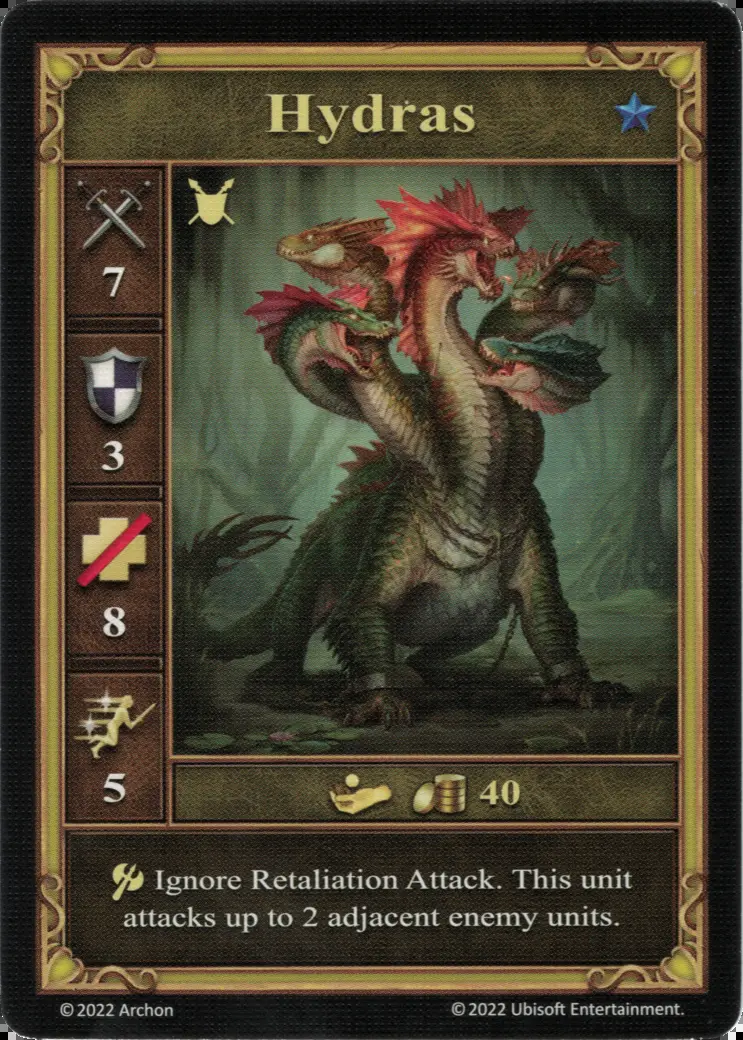 Hydras
7
3
8
5
40
Ignore Retaliation Attack. This unit
attacks up to 2 adjacent enemy units.
© 2022 Archon
© 2022 Ubisoft Entertainment.